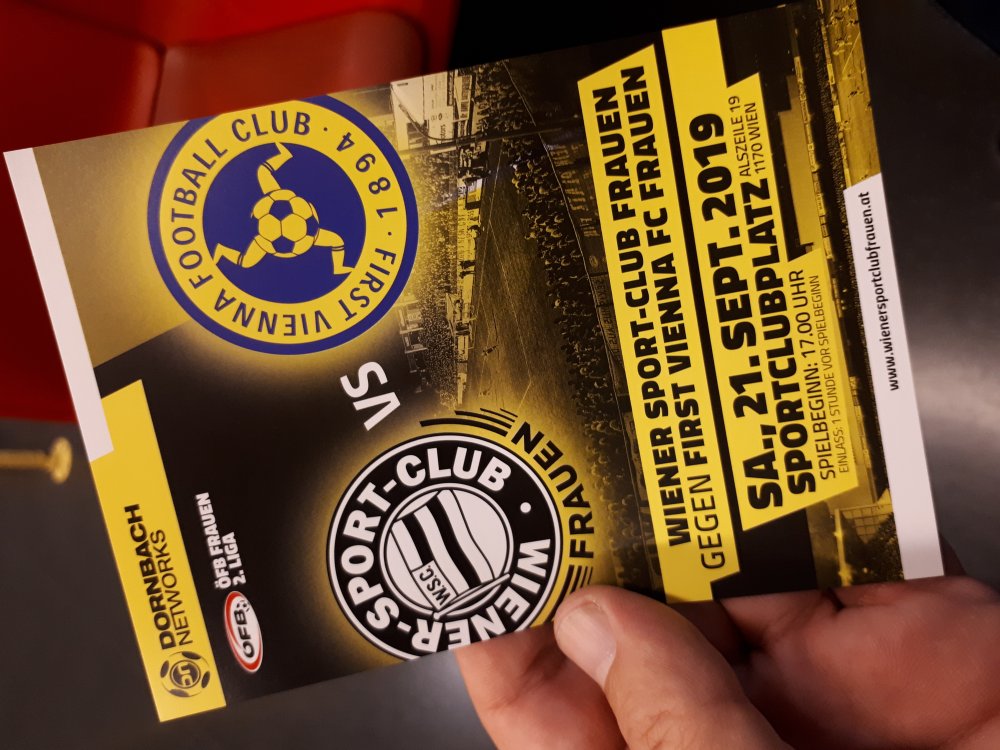 DORNBACH
NETWORKS
ÖFB FRAUEN
2. LIGA
ÖFB
WIENER-SPORT-CLUB
WSC
FRAUEN
VS
FIRST VIENNA FOOTBALL CLUB · 1894 ·
WIENER SPORT-CLUB FRAUEN
GEGEN FIRST VIENNA FC FRAUEN
SA., 21. SEPT. 2019
SPORTCLUBPLATZ ALSZEILE 19
1170 WIEN
SPIELBEGINN: 17.00 UHR
EINLASS: 1 STUNDE VOR SPIELBEGINN
www.wienersportclubfrauen.at